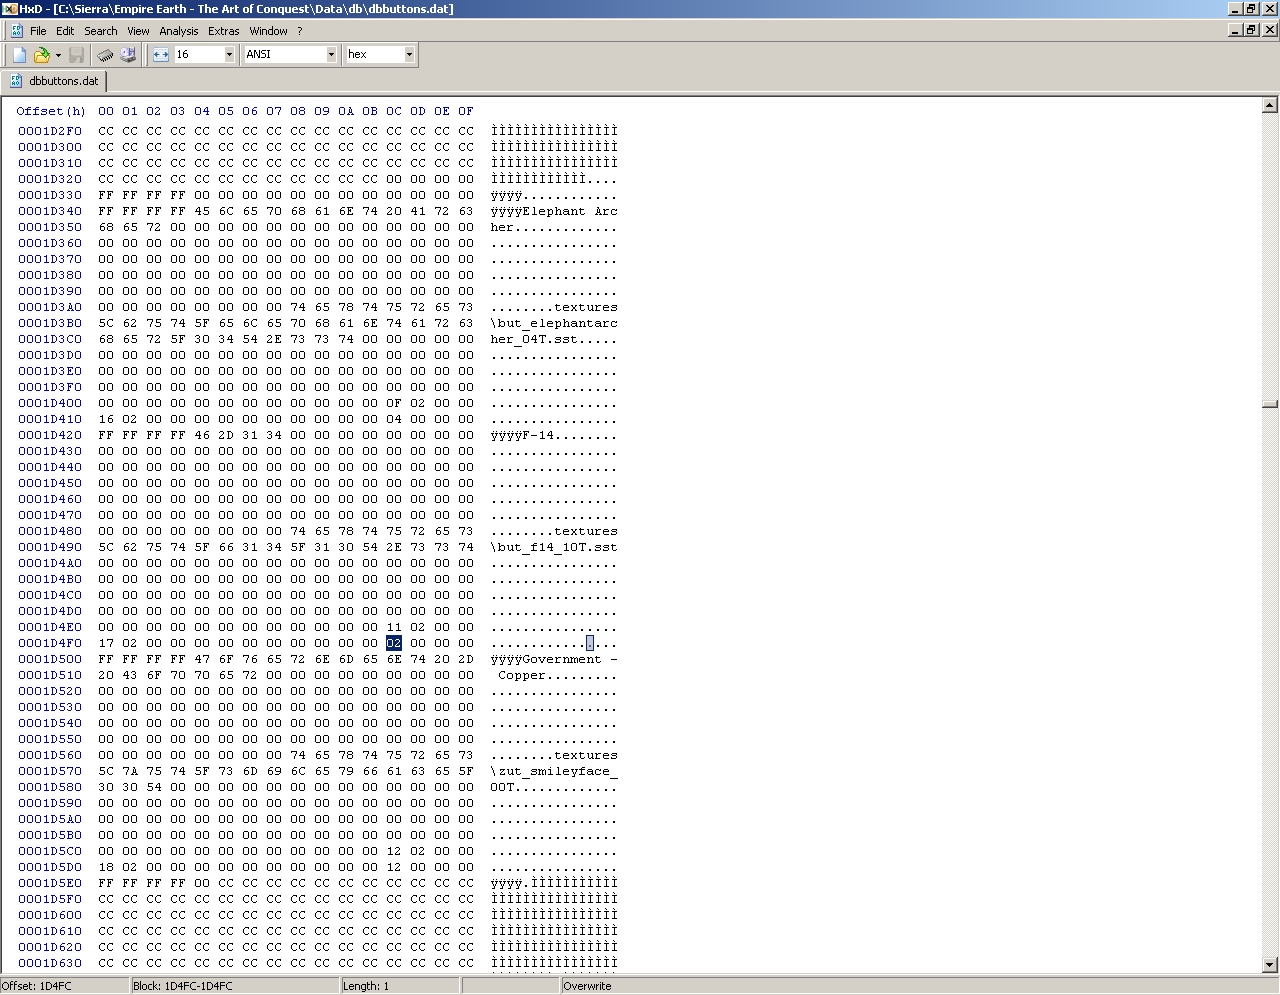 HxD - [C:\Sierra\Empire Earth - The Art of Conquest\Data\db\dbbuttons.dat]
File Edit Search View Analysis Extras Window ?
16 ANSI hex
dbbuttons.dat
Offset(h) 00 01 02 03 04 05 06 07 08 09 0A 0B 0C 0D 0E 0F
0001D2F0 CC CC CC CC CC CC CC CC CC CC CC CC CC CC CC CC ÌÌÌÌÌÌÌÌÌÌÌÌÌÌÌÌ
0001D300 CC CC CC CC CC CC CC CC CC CC CC CC CC CC CC CC ÌÌÌÌÌÌÌÌÌÌÌÌÌÌÌÌ
0001D310 CC CC CC CC CC CC CC CC CC CC CC CC CC CC CC CC ÌÌÌÌÌÌÌÌÌÌÌÌÌÌÌÌ
0001D320 CC CC CC CC CC CC CC CC CC CC CC CC 00 00 00 00 ÌÌÌÌÌÌÌÌÌÌÌÌ....
0001D330 FF FF FF FF 00 00 00 00 00 00 00 00 00 00 00 00 ÿÿÿÿ............
0001D340 FF FF FF FF 45 6C 65 70 68 61 6E 74 20 41 72 63 ÿÿÿÿElephant Arc
0001D350 68 65 72 00 00 00 00 00 00 00 00 00 00 00 00 00 her.............
0001D360 00 00 00 00 00 00 00 00 00 00 00 00 00 00 00 00 ................
0001D370 00 00 00 00 00 00 00 00 00 00 00 00 00 00 00 00 ................
0001D380 00 00 00 00 00 00 00 00 00 00 00 00 00 00 00 00 ................
0001D390 00 00 00 00 00 00 00 00 00 00 00 00 00 00 00 00 ................
0001D3A0 00 00 00 00 00 00 00 00 74 65 78 74 75 72 65 73 ........textures
0001D3B0 5C 62 75 74 5F 65 6C 65 70 68 61 6E 74 61 72 63 \but_elephantarc
0001D3C0 68 65 72 5F 30 34 54 2E 73 73 74 00 00 00 00 00 her_04T.sst.....
0001D3D0 00 00 00 00 00 00 00 00 00 00 00 00 00 00 00 00 ................
0001D3E0 00 00 00 00 00 00 00 00 00 00 00 00 00 00 00 00 ................
0001D3F0 00 00 00 00 00 00 00 00 00 00 00 00 00 00 00 00 ................
0001D400 00 00 00 00 00 00 00 00 00 00 00 00 0F 02 00 00 ................
0001D410 16 02 00 00 00 00 00 00 00 00 00 00 04 00 00 00 ................
0001D420 FF FF FF FF 46 2D 31 34 00 00 00 00 00 00 00 00 ÿÿÿÿF-14........
0001D430 00 00 00 00 00 00 00 00 00 00 00 00 00 00 00 00 ................
0001D440 00 00 00 00 00 00 00 00 00 00 00 00 00 00 00 00 ................
0001D450 00 00 00 00 00 00 00 00 00 00 00 00 00 00 00 00 ................
0001D460 00 00 00 00 00 00 00 00 00 00 00 00 00 00 00 00 ................
0001D470 00 00 00 00 00 00 00 00 00 00 00 00 00 00 00 00 ................
0001D480 00 00 00 00 00 00 00 00 74 65 78 74 75 72 65 73 ........textures
0001D490 5C 62 75 74 5F 66 31 34 5F 31 30 54 2E 73 73 74 \but_f14_10T.sst
0001D4A0 00 00 00 00 00 00 00 00 00 00 00 00 00 00 00 00 ................
0001D4B0 00 00 00 00 00 00 00 00 00 00 00 00 00 00 00 00 ................
0001D4C0 00 00 00 00 00 00 00 00 00 00 00 00 00 00 00 00 ................
0001D4D0 00 00 00 00 00 00 00 00 00 00 00 00 00 00 00 00 ................
0001D4E0 00 00 00 00 00 00 00 00 00 00 00 00 11 02 00 00 ................
0001D4F0 17 02 00 00 00 00 00 00 00 00 00 00 02 00 00 00 ................
0001D500 FF FF FF FF 47 6F 76 65 72 6E 6D 65 6E 74 20 2D ÿÿÿÿGovernment -
0001D510 20 43 6F 70 70 65 72 00 00 00 00 00 00 00 00 00  Copper.........
0001D520 00 00 00 00 00 00 00 00 00 00 00 00 00 00 00 00 ................
0001D530 00 00 00 00 00 00 00 00 00 00 00 00 00 00 00 00 ................
0001D540 00 00 00 00 00 00 00 00 00 00 00 00 00 00 00 00 ................
0001D550 00 00 00 00 00 00 00 00 00 00 00 00 00 00 00 00 ................
0001D560 00 00 00 00 00 00 00 00 74 65 78 74 75 72 65 73 ........textures
0001D570 5C 7A 75 74 5F 73 6D 69 6C 65 79 66 61 63 65 5F \zut_smileyface_
0001D580 30 30 54 00 00 00 00 00 00 00 00 00 00 00 00 00 00T.............
0001D590 00 00 00 00 00 00 00 00 00 00 00 00 00 00 00 00 ................
0001D5A0 00 00 00 00 00 00 00 00 00 00 00 00 00 00 00 00 ................
0001D5B0 00 00 00 00 00 00 00 00 00 00 00 00 00 00 00 00 ................
0001D5C0 00 00 00 00 00 00 00 00 00 00 00 00 12 02 00 00 ................
0001D5D0 18 02 00 00 00 00 00 00 00 00 00 00 12 00 00 00 ................
0001D5E0 FF FF FF FF 00 CC CC CC CC CC CC CC CC CC CC CC ÿÿÿÿ.ÌÌÌÌÌÌÌÌÌÌÌ
0001D5F0 CC CC CC CC CC CC CC CC CC CC CC CC CC CC CC CC ÌÌÌÌÌÌÌÌÌÌÌÌÌÌÌÌ
0001D600 CC CC CC CC CC CC CC CC CC CC CC CC CC CC CC CC ÌÌÌÌÌÌÌÌÌÌÌÌÌÌÌÌ
0001D610 CC CC CC CC CC CC CC CC CC CC CC CC CC CC CC CC ÌÌÌÌÌÌÌÌÌÌÌÌÌÌÌÌ
0001D620 CC CC CC CC CC CC CC CC CC CC CC CC CC CC CC CC ÌÌÌÌÌÌÌÌÌÌÌÌÌÌÌÌ
0001D630 CC CC CC CC CC CC CC CC CC CC CC CC CC CC CC CC ÌÌÌÌÌÌÌÌÌÌÌÌÌÌÌÌ
Offset: 1D4FC Block: 1D4FC-1D4FC Length: 1 Overwrite